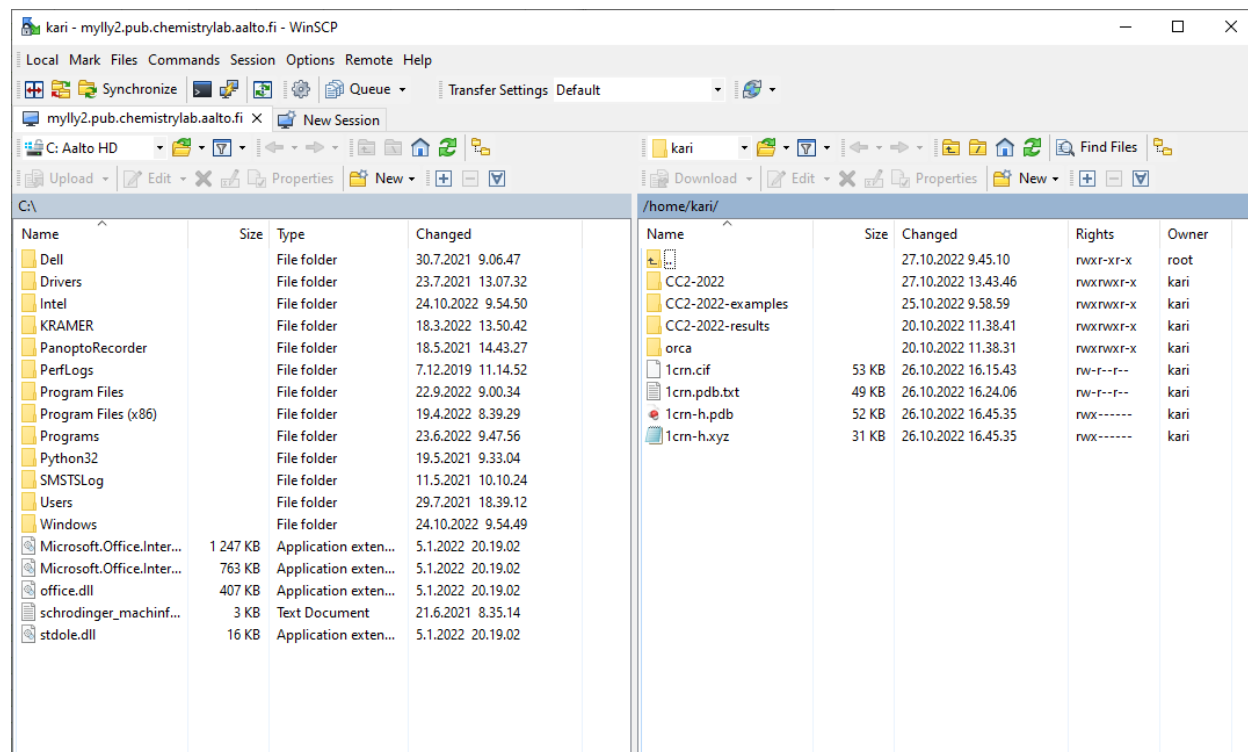 kari - mylly2.pub.chemistrylab.aalto.fi - WinSCP
Local Mark Files Commands Session Options Remote Help
Synchronize Queue Transfer Settings Default
mylly2.pub.chemistrylab.aalto.fi New Session
C: Aalto HD
Upload Edit Properties New
C:\
Name Size Type Changed
Dell File folder 30.7.2021 9.06.47
Drivers File folder 23.7.2021 13.07.32
Intel File folder 24.10.2022 9.54.50
KRAMER File folder 18.3.2022 13.50.42
PanoptoRecorder File folder 18.5.2021 14.43.27
PerfLogs File folder 7.12.2019 11.14.52
Program Files File folder 22.9.2022 9.00.34
Program Files (x86) File folder 19.4.2022 8.39.29
Programs File folder 23.6.2022 9.47.56
Python32 File folder 19.5.2021 9.33.04
SMSTSLog File folder 11.5.2021 10.10.24
Users File folder 29.7.2021 18.39.12
Windows File folder 24.10.2022 9.54.49
Microsoft.Office.Inter... 1 247 KB Application exten... 5.1.2022 20.19.02
Microsoft.Office.Inter... 763 KB Application exten... 5.1.2022 20.19.02
office.dll 407 KB Application exten... 5.1.2022 20.19.02
schrodinger_machinf... 3 KB Text Document 21.6.2021 8.35.14
stdole.dll 16 KB Application exten... 5.1.2022 20.19.02
kari Find Files
Download Edit Properties New
/home/kari/
Name Size Changed Rights Owner
.. 27.10.2022 9.45.10 rwxr-xr-x root
CC2-2022 27.10.2022 13.43.46 rwxrwxr-x kari
CC2-2022-examples 25.10.2022 9.58.59 rwxrwxr-x kari
CC2-2022-results 20.10.2022 11.38.41 rwxrwxr-x kari
orca 20.10.2022 11.38.31 rwxrwxr-x kari
1crn.cif 53 KB 26.10.2022 16.15.43 rw-r--r-- kari
1crn.pdb.txt 49 KB 26.10.2022 16.24.06 rw-r--r-- kari
1crn-h.pdb 52 KB 26.10.2022 16.45.35 rwx------ kari
1crn-h.xyz 31 KB 26.10.2022 16.45.35 rwx------ kari